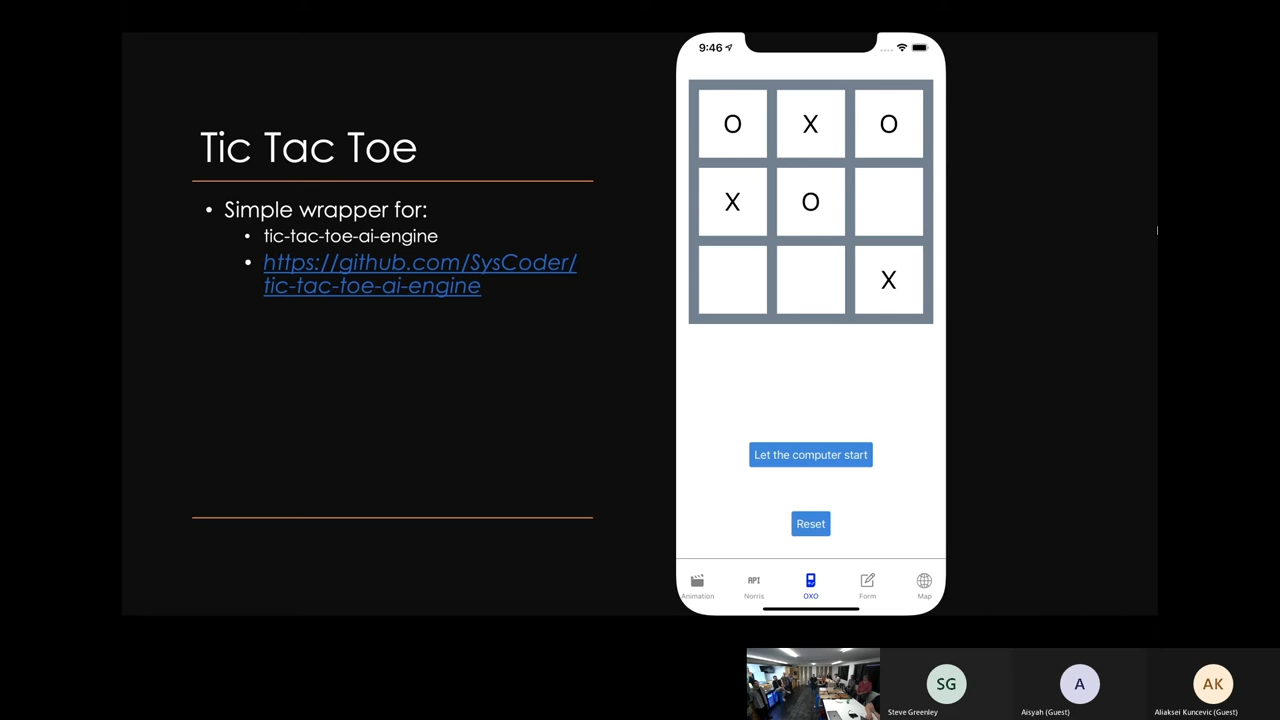 Tic Tac Toe
• Simple wrapper for:
• tic-tac-toe-ai-engine
• https://github.com/SysCoder/
tic-tac-toe-ai-engine
9:46
O X O
X O
X
Let the computer start
Reset
Animation
API
Norris
OXO
Form
Map
SG
Steve Greenley
A
Aisyah (Guest)
AK
Aliaksei Kuncevic (Guest)